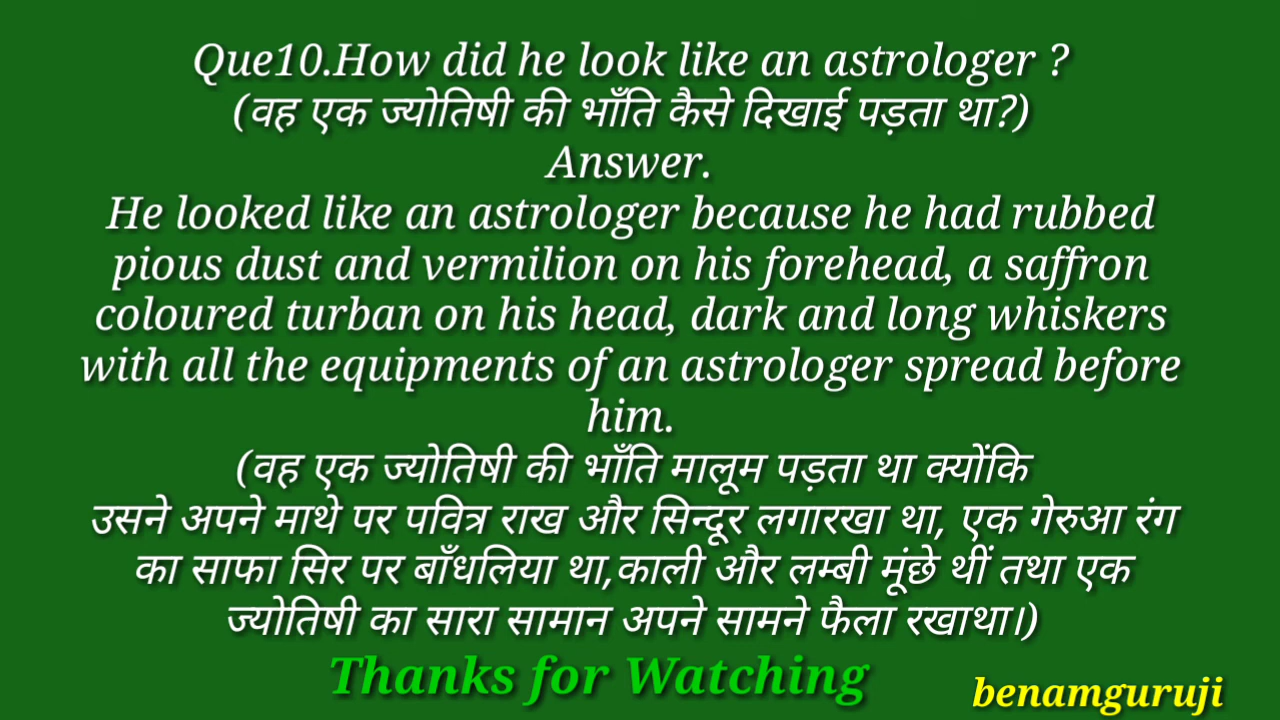 Que10.How did he look like an astrologer ?
(वह एक ज्योतिषी की भाँति कैसे दिखाई पड़ता था?)
Answer.
He looked like an astrologer because he had rubbed
pious dust and vermilion on his forehead, a saffron
coloured turban on his head, dark and long whiskers
with all the equipments of an astrologer spread before
him.
(वह एक ज्योतिषी की भाँति मालूम पड़ता था क्योंकि
उसने अपने माथे पर पवित्र राख और सिन्दूर लगारखा था, एक गेरुआ रंग
का साफा सिर पर बाँधलिया था,काली और लम्बी मूंछे थीं तथा एक
ज्योतिषी का सारा सामान अपने सामने फैला रखाथा।)
Thanks for Watching
benamguruji